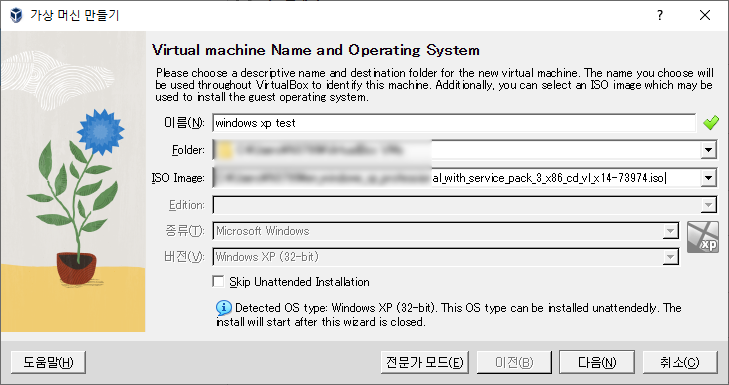 가상 머신 만들기
Virtual machine Name and Operating System
Please choose a descriptive name and destination folder for the new virtual machine. The name you choose will
be used throughout VirtualBox to identify this machine. Additionally, you can select an ISO image which may be
used to install the guest operating system.
이름(N): windows xp test
Folder:
ISO Image: al_with_service_pack_3_x86_cd_vl_x14-73974.iso
Edition:
종류(T): Microsoft Windows
버전(V): Windows XP (32-bit)
xp
Skip Unattended Installation
Detected OS type: Windows XP (32-bit). This OS type can be installed unattendedly. The
install will start after this wizard is closed.
도움말(H) 전문가 모드(E) 이전(B) 다음(N) 취소(C)